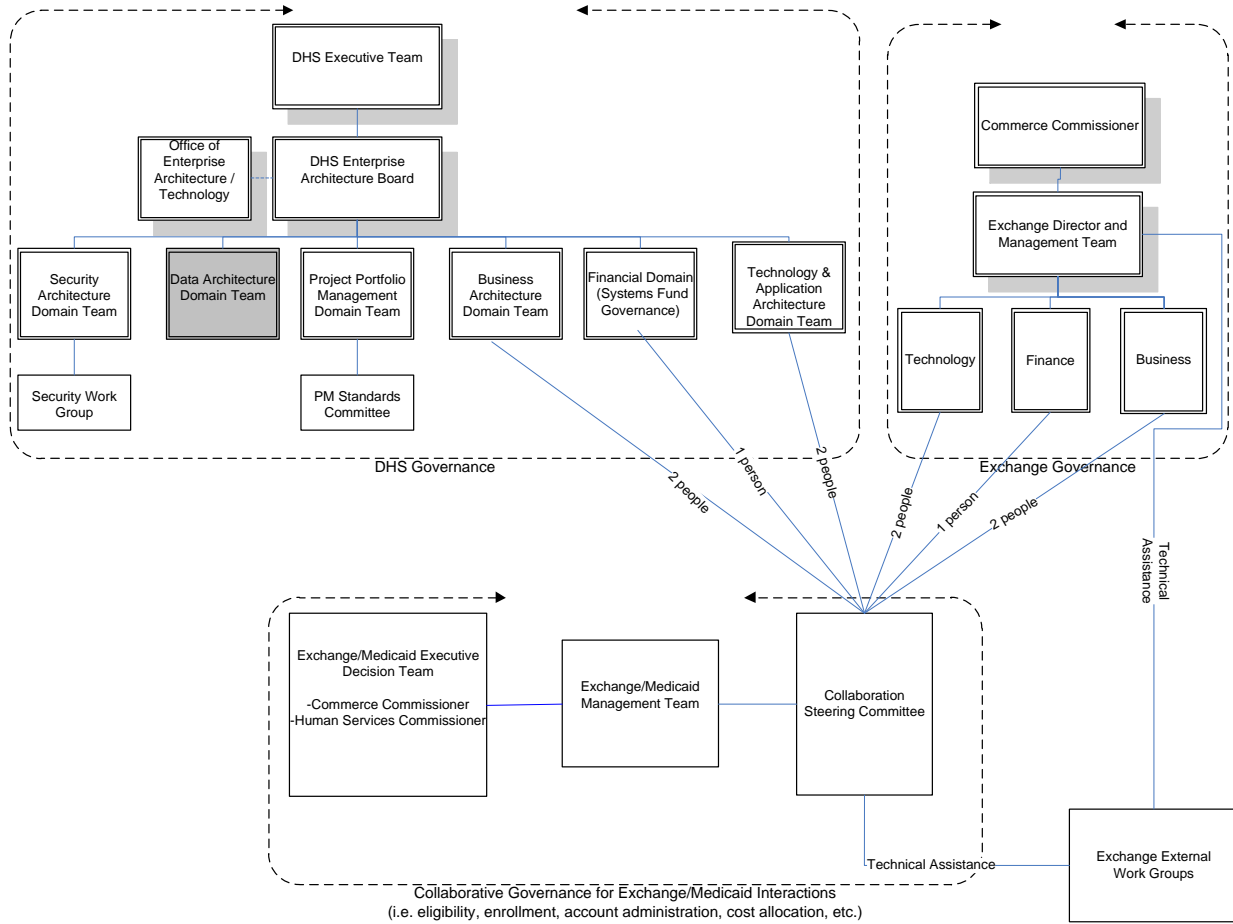 DHS Executive Team
Office of
Enterprise
Architecture /
Technology
DHS Enterprise
Architecture Board
Security
Architecture
Domain Team
Data Architecture
Domain Team
Project Portfolio
Management
Domain Team
Business
Architecture
Domain Team
Financial Domain
(Systems Fund
Governance)
Technology &
Application
Architecture
Domain Team
Security Work
Group
PM Standards
Committee
DHS Governance
Commerce Commissioner
Exchange Director and
Management Team
Technology
Finance
Business
Exchange Governance
2 people
1 person
2 people
2 people
1 person
2 people
Technical
Assistance
Exchange/Medicaid Executive
Decision Team
-Commerce Commissioner
-Human Services Commissioner
Exchange/Medicaid
Management Team
Collaboration
Steering Committee
Technical Assistance
Exchange External
Work Groups
Collaborative Governance for Exchange/Medicaid Interactions
(i.e. eligibility, enrollment, account administration, cost allocation, etc.)